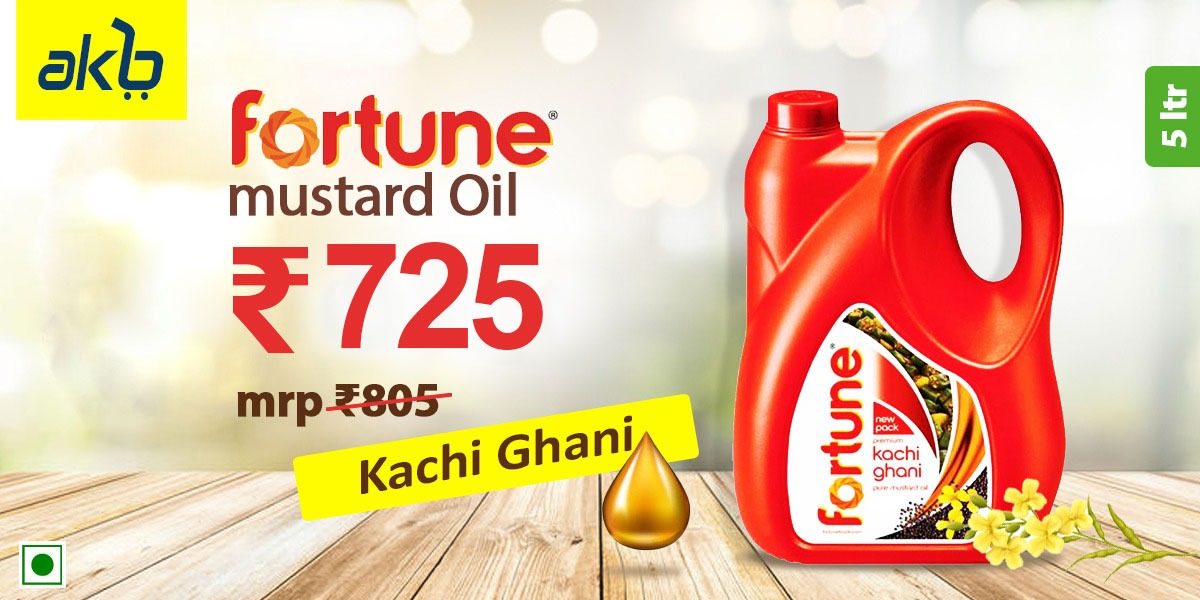 akb
fortune®
mustard Oil
₹725
mrp ₹805
Kachi Ghani
5 ltr
fortune®
new
pack
premium
kachi
ghani
pure mustard oil